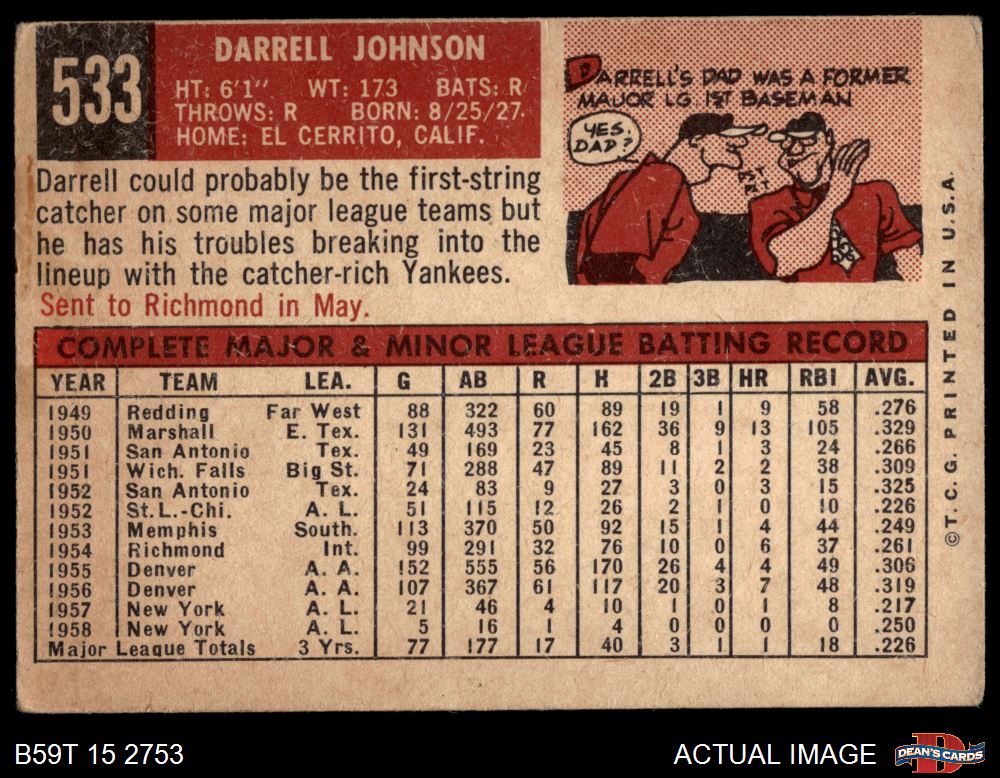 533
DARRELL JOHNSON
HT: 6'1" WT: 173 BATS: R
THROWS: R BORN: 8/25/27
HOME: EL CERRITO, CALIF.
DARRELL'S DAD WAS A FORMER
MAJOR LG 1ST BASEMAN
YES,
DAD?
Darrell could probably be the first-string
catcher on some major league teams but
he has his troubles breaking into the
lineup with the catcher-rich Yankees.
Sent to Richmond in May.
COMPLETE MAJOR & MINOR LEAGUE BATTING RECORD
YEAR TEAM LEA. G AB R H 2B 3B HR RBI AVG.
1949 Redding Far West 88 322 60 89 19 1 9 58 .276
1950 Marshall E. Tex. 131 493 77 162 36 9 13 105 .329
1951 San Antonio Tex. 49 169 23 45 8 1 3 24 .266
1951 Wich. Falls Big St. 71 288 47 89 11 2 2 38 .309
1952 San Antonio Tex. 24 83 9 27 3 0 3 15 .325
1952 St.L.-Chi. A. L. 51 115 12 26 2 1 0 10 .226
1953 Memphis South. 113 370 50 92 15 1 4 44 .249
1954 Richmond Int. 99 291 32 76 10 0 6 37 .261
1955 Denver A. A. 152 555 56 170 26 4 4 49 .306
1956 Denver A. A. 107 367 61 117 20 3 7 48 .319
1957 New York A. L. 21 46 4 10 1 0 1 8 .217
1958 New York A. L. 5 16 1 4 0 0 0 0 .250
Major League Totals 3 Yrs. 77 177 17 40 3 1 1 18 .226
©T.C.G. PRINTED IN U.S.A.
B59T 15 2753
ACTUAL IMAGE
D
DEAN'S CARDS